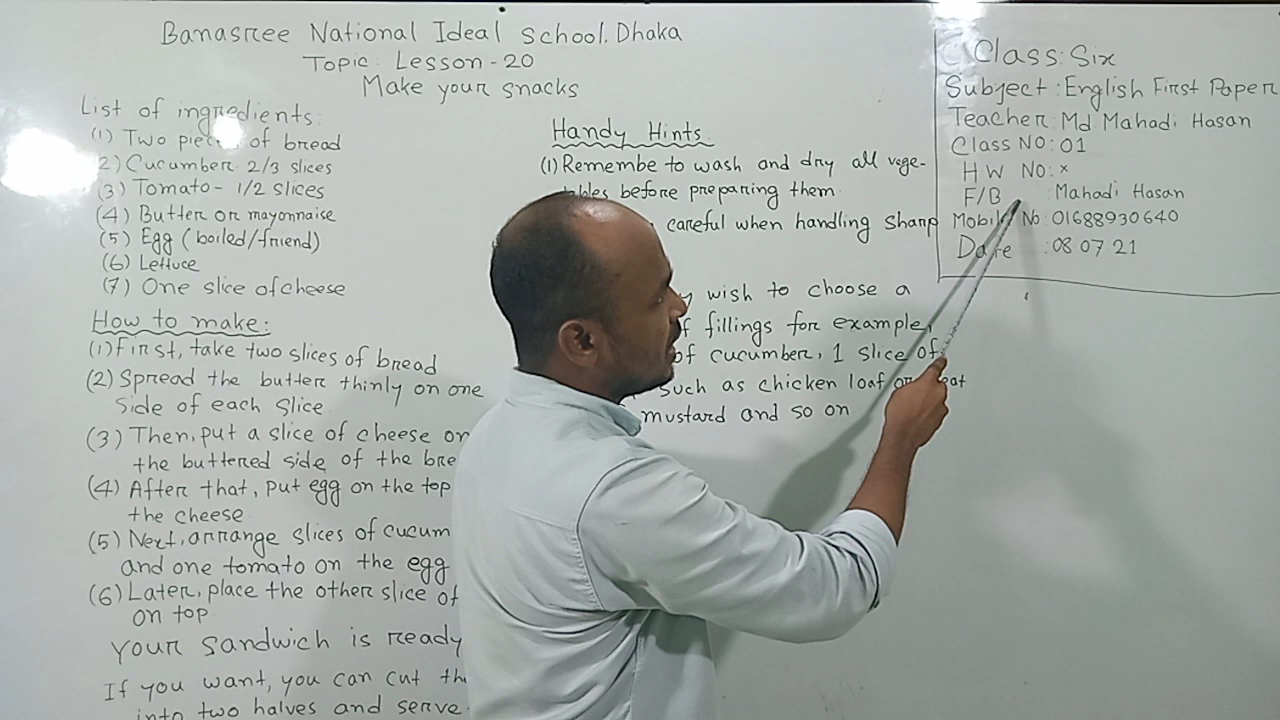 Banasree National Ideal School. Dhaka
Topic: Lesson-20
Make your snacks
List of ingredients:
(1) Two pieces of bread
2) Cucumber 2/3 slices
(3) Tomato- 1/2 slices
(4) Butter or mayonnaise
(5) Egg (boiled/friend)
(6) Lettuce
(7) One slice of cheese
How to make:
(1) First, take two slices of bread
(2) Spread the butter thinly on one
side of each slice
(3) Then, put a slice of cheese on
the buttered side of the
(4) After that, put egg on the top
the cheese
(5) Next, arrange slices of
and one tomato on the egg
(6) Later, place the other slice of
on top
Your sandwich is ready
If you want, you can cut
into two halves and serve
Handy Hints
(1) Remembe to wash and dry all vege-
tables before preparing them
careful when handling sharp
wish to choose a
of fillings for example,
of cucumber, 1 slice of
such as chicken loaf or
mustard and so on
Class: Six
Subject: English First Paper
Teacher: Md Mahadi Hasan
Class NO: 01
HW NO: x
F/B : Mahadi Hasan
Mobile No: 01688930640
Date : 08 07 21